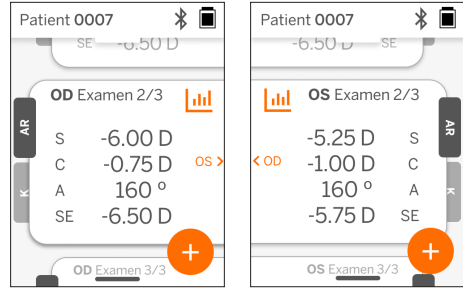 Patient 0007
SE -6.50 D
OD Examen 2/3
AR
K
S -6.00 D
C -0.75 D
OS >
A 160 º
SE -6.50 D
+
OD Examen 3/3
Patient 0007
-6.50 D SE
OS Examen 2/3
AR
K
-5.25 D S
< OD
-1.00 D C
160 º A
-5.75 D SE
+
OS Examen 3/3